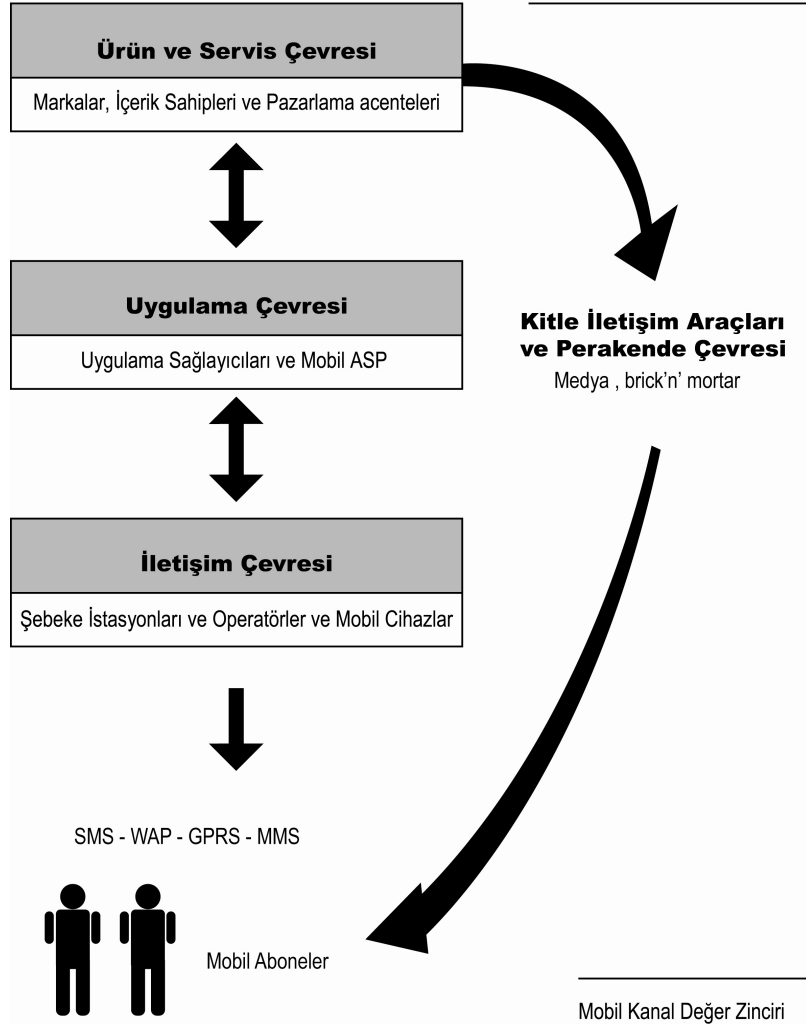 Ürün ve Servis Çevresi
Markalar, İçerik Sahipleri ve Pazarlama acenteleri
Uygulama Çevresi
Uygulama Sağlayıcıları ve Mobil ASP
Kitle İletişim Araçları
ve Perakende Çevresi
Medya , brick’n’ mortar
İletişim Çevresi
Şebeke İstasyonları ve Operatörler ve Mobil Cihazlar
SMS - WAP - GPRS - MMS
Mobil Aboneler
Mobil Kanal Değer Zinciri